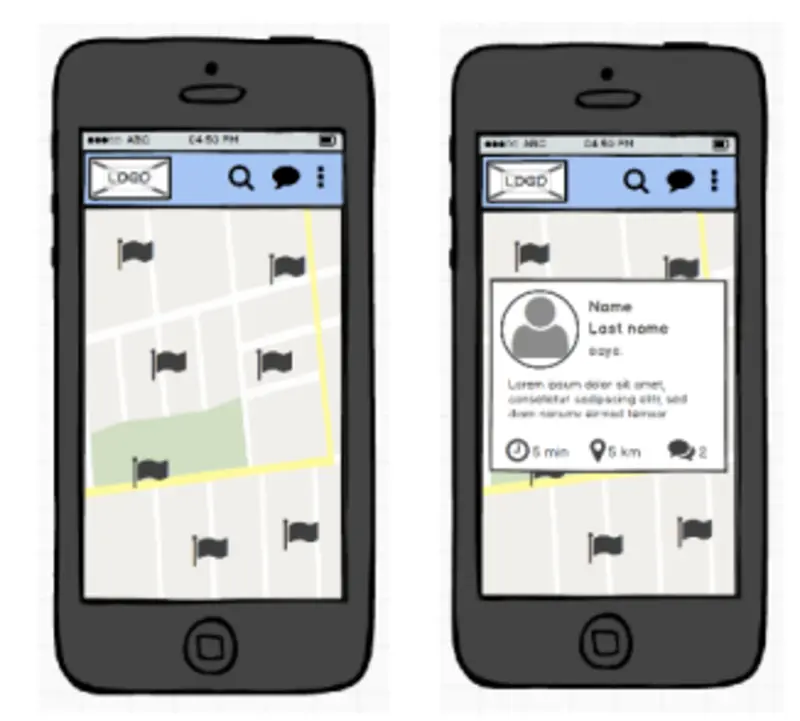 ABC 04:50 PM
LOGO
ABC 04:50 PM
LOGO
Name
Last name
says:
Lorem ipsum dolor sit amet,
consetetur sadipscing elitr, sed
diam nonumy eirmod tempor
5 min 5 km 2